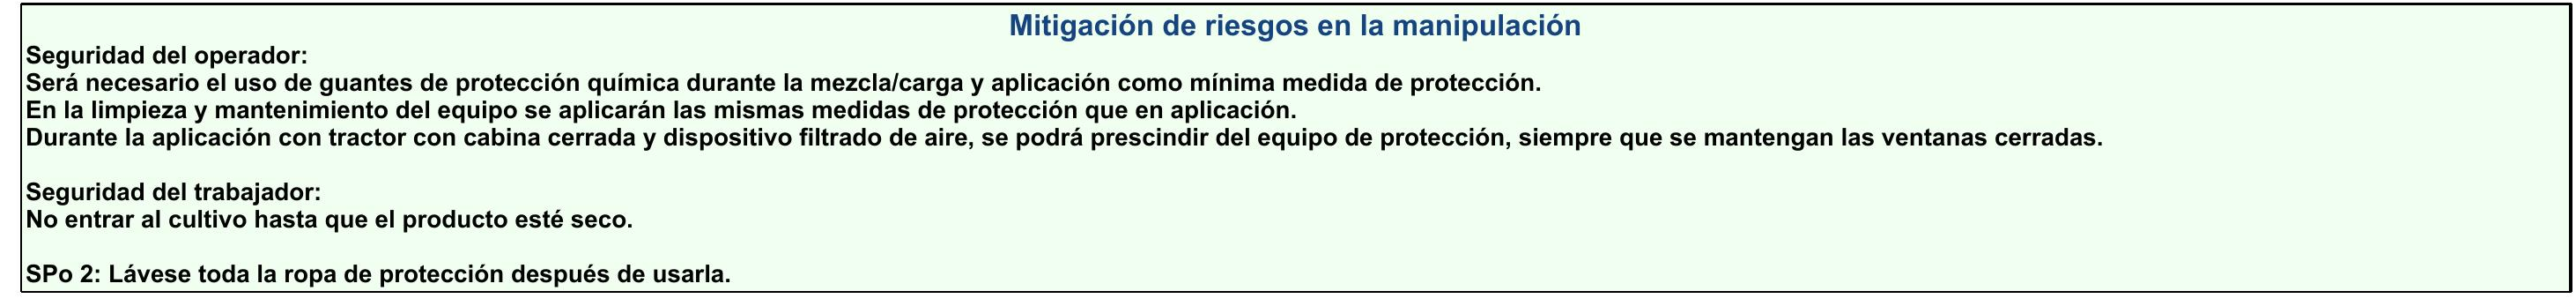 Mitigación de riesgos en la manipulación
Seguridad del operador:
Será necesario el uso de guantes de protección química durante la mezcla/carga y aplicación como mínima medida de protección.
En la limpieza y mantenimiento del equipo se aplicarán las mismas medidas de protección que en aplicación.
Durante la aplicación con tractor con cabina cerrada y dispositivo filtrado de aire, se podrá prescindir del equipo de protección, siempre que se mantengan las ventanas cerradas.
Seguridad del trabajador:
No entrar al cultivo hasta que el producto esté seco.
SPo 2: Lávese toda la ropa de protección después de usarla.